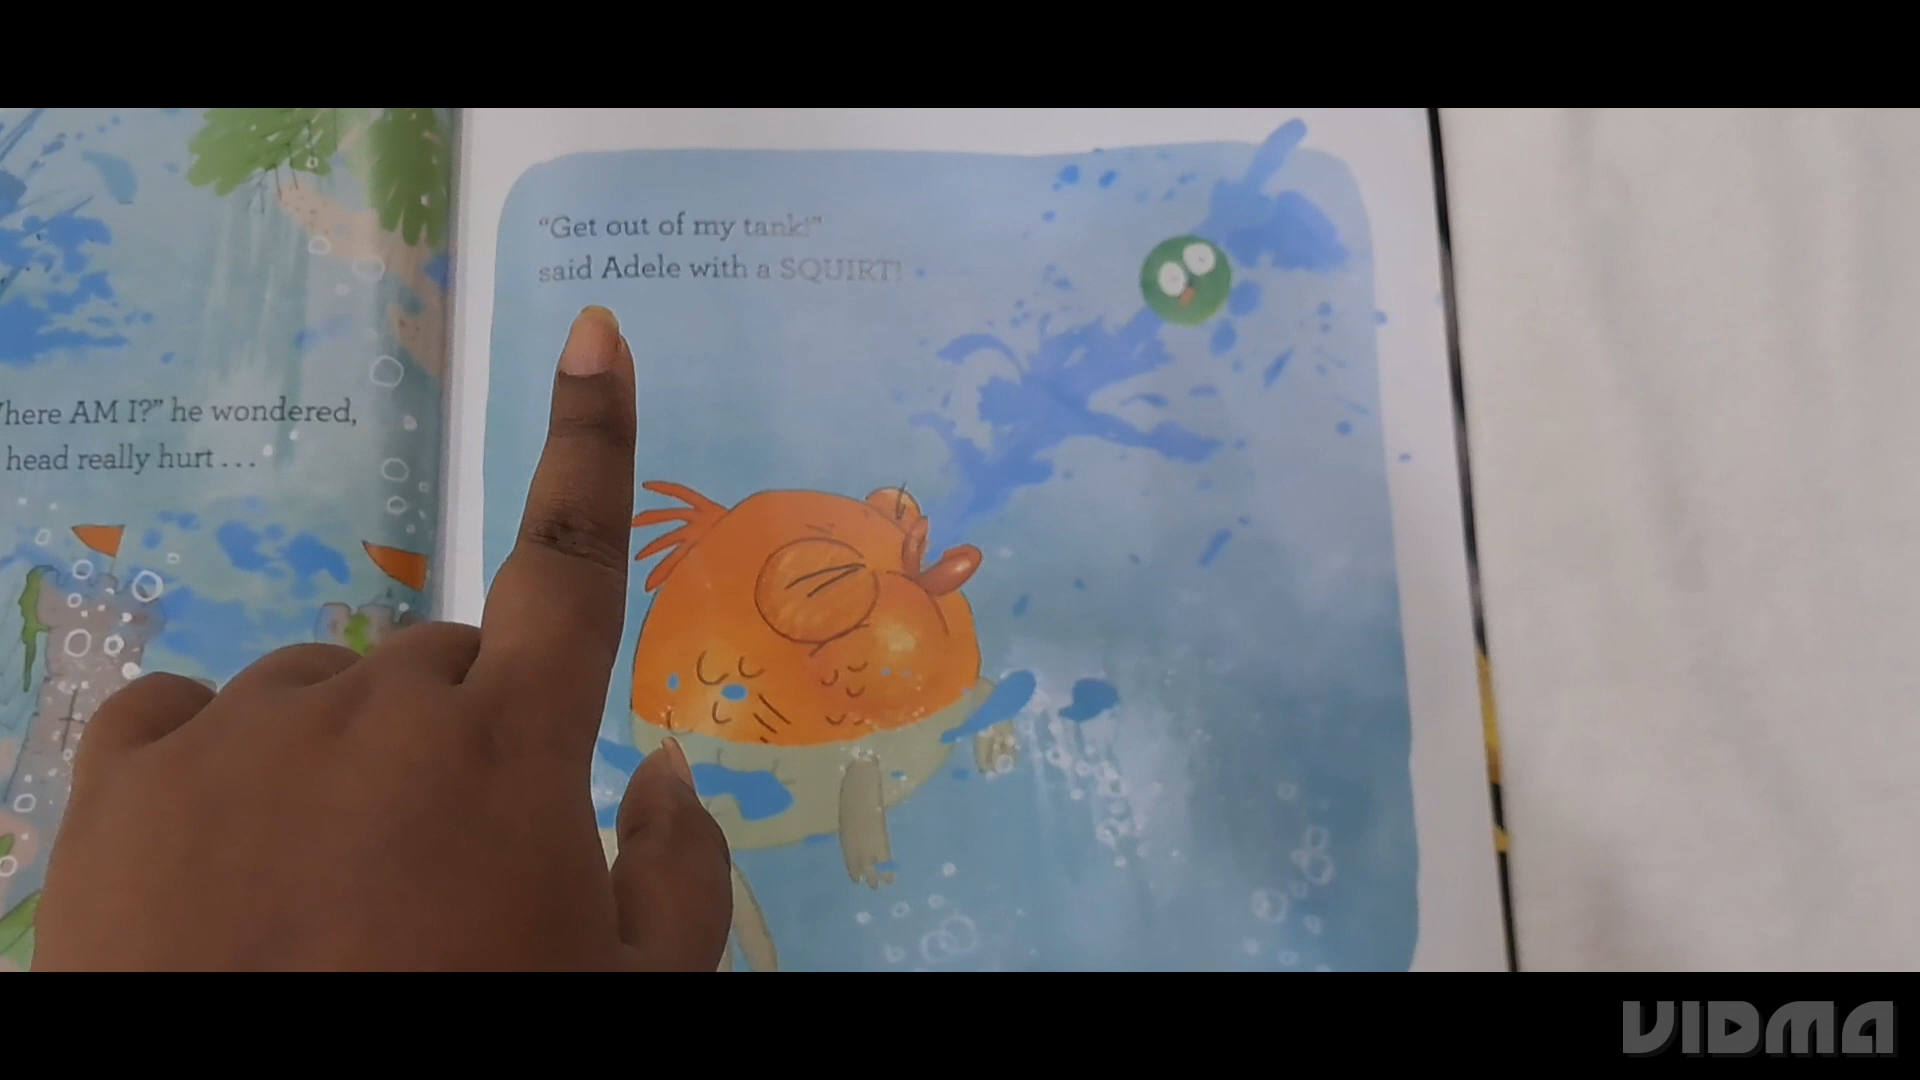 here AM I?” he wondered,
head really hurt . . .
“Get out of my tank!”
said Adele with a SQUIRT!
VIDMA